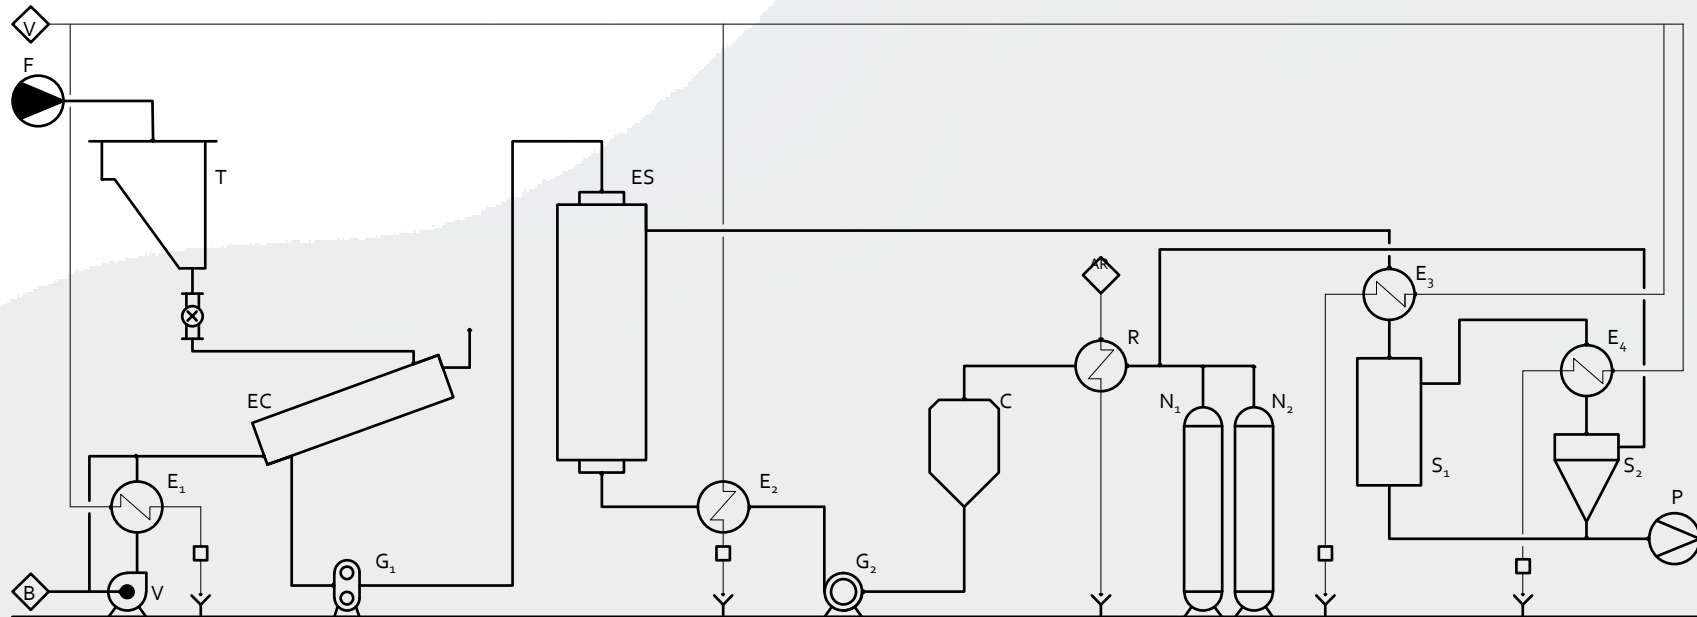 V
F
T
ES
AR
E₃
R
E₄
EC
C
N₁
N₂
E₁
E₂
S₁
S₂
P
G₁
G₂
B
V